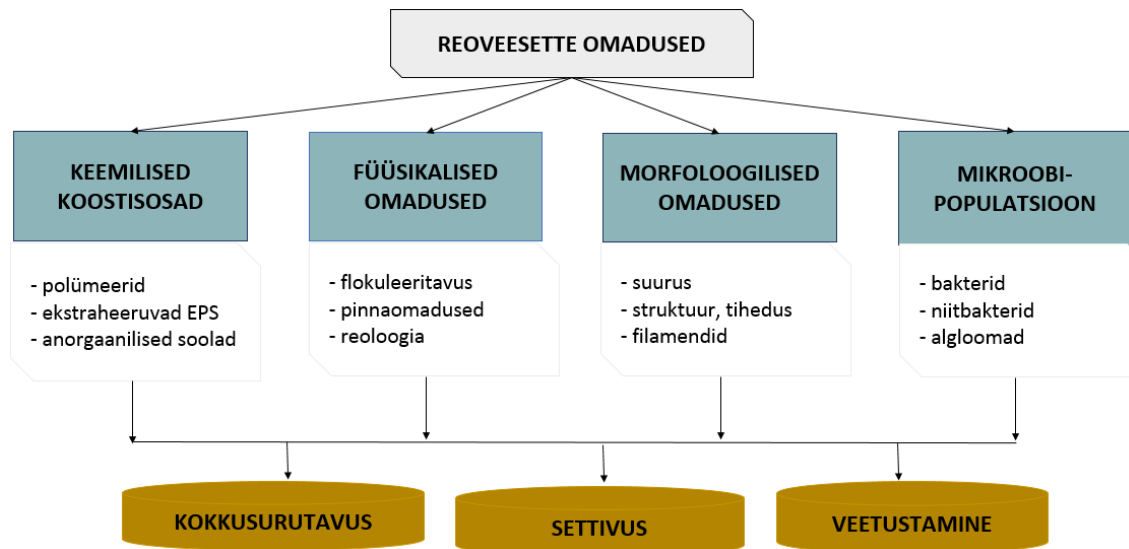 REOVEESETTE OMADUSED
KEEMILISED
KOOSTISOSAD
- polümeerid
- ekstraheeruvad EPS
- anorgaanilised soolad
FÜÜSIKALISED
OMADUSED
- flokuleeritavus
- pinnaomadused
- reoloogia
MORFOLOOGILISED
OMADUSED
- suurus
- struktuur, tihedus
- filamendid
MIKROOBI-
POPULATSIOON
- bakterid
- niitbakterid
- algloomad
KOKKUSURUTAVUS
SETTIVUS
VEETUSTAMINE